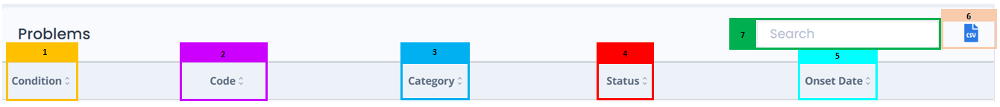 Problems
7
Search
6
CSV
1
2
3
4
5
Condition
Code
Category
Status
Onset Date